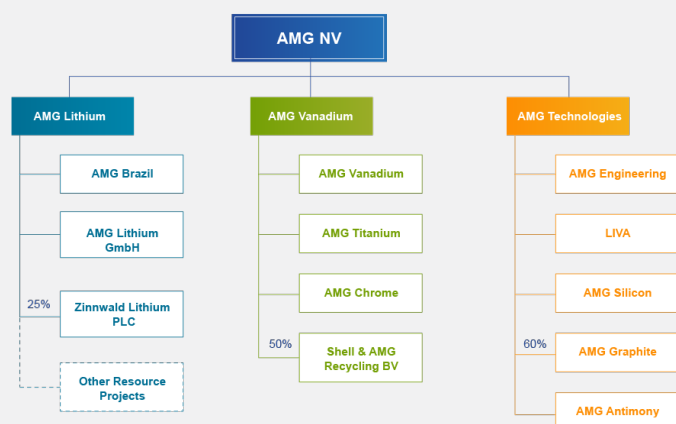 AMG NV
AMG Lithium
AMG Brazil
AMG Lithium
GmbH
25%
Zinnwald Lithium
PLC
Other Resource
Projects
AMG Vanadium
AMG Vanadium
AMG Titanium
AMG Chrome
50%
Shell & AMG
Recycling BV
AMG Technologies
AMG Engineering
LIVA
AMG Silicon
60%
AMG Graphite
AMG Antimony